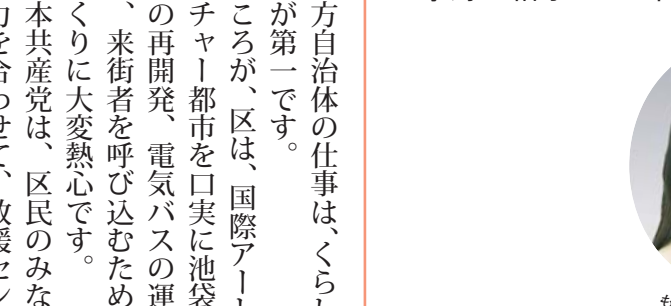 方自治体の仕事は、くらし
が第一です。
ころが、区は、国際アー
チャー都市を口実に池袋
の再開発、電気バスの運
、来街者を呼び込むため
くりに大変熱心です。
本共産党は、区民のみな
力を合わせて、救援セン